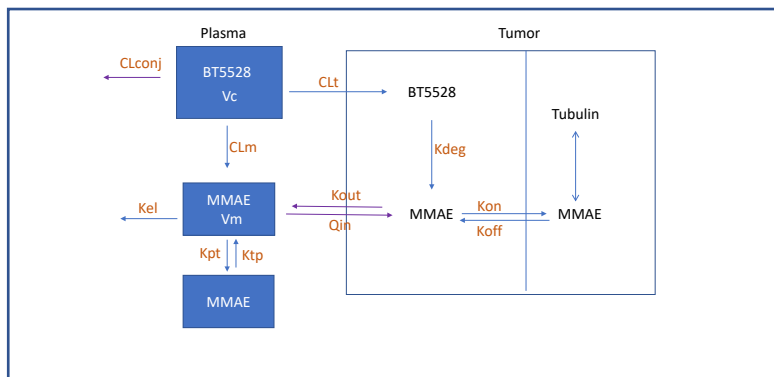 Plasma
Tumor
CLconj
BT5528
Vc
CLt
BT5528
Tubulin
CLm
Kdeg
Kel
MMAE
Vm
Kout
Qin
MMAE
Kon
Koff
MMAE
Kpt
Ktp
MMAE